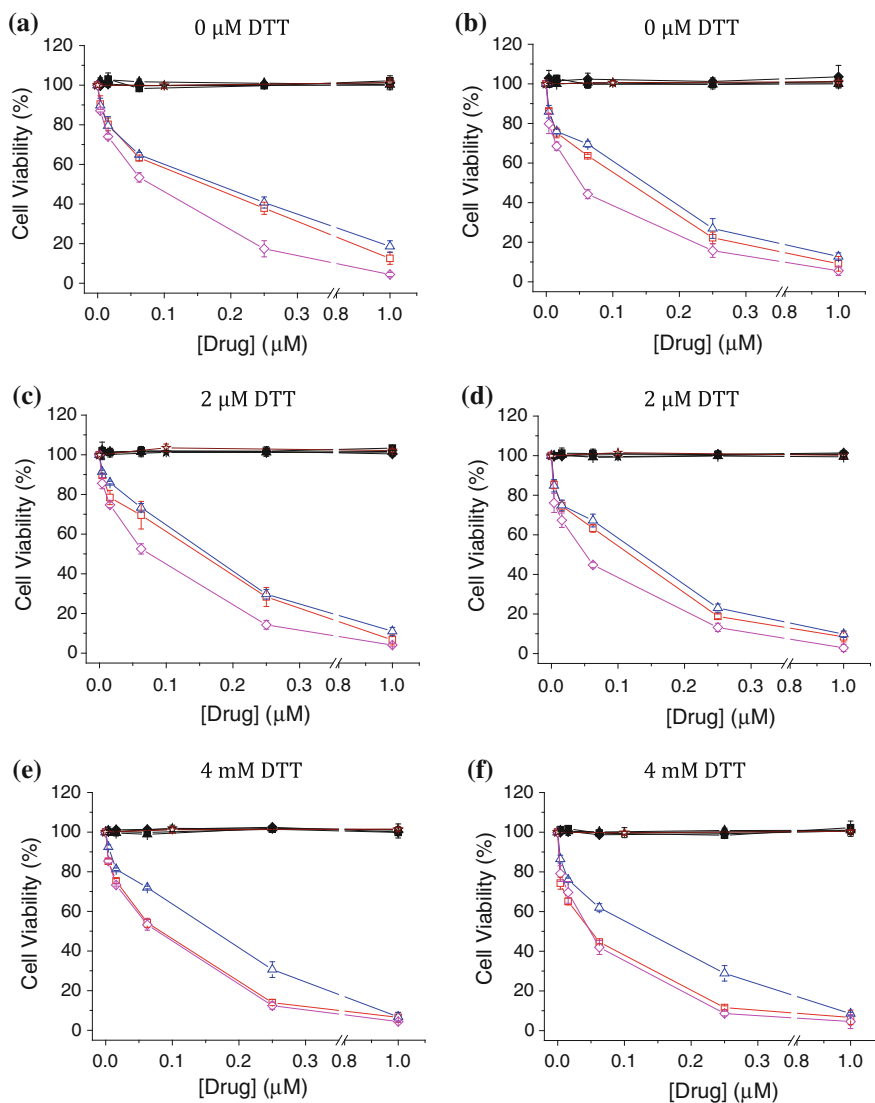 (a) 0 µM DTT
Cell Viability (%)
120
100
80
60
40
20
0
0.0 0.1 0.2 0.3 0.8 1.0
[Drug] (µM)
(b) 0 µM DTT
Cell Viability (%)
120
100
80
60
40
20
0
0.0 0.1 0.2 0.3 0.8 1.0
[Drug] (µM)
(c) 2 µM DTT
Cell Viability (%)
120
100
80
60
40
20
0
0.0 0.1 0.2 0.3 0.8 1.0
[Drug] (µM)
(d) 2 µM DTT
Cell Viability (%)
120
100
80
60
40
20
0
0.0 0.1 0.2 0.3 0.8 1.0
[Drug] (µM)
(e) 4 mM DTT
Cell Viability (%)
120
100
80
60
40
20
0
0.0 0.1 0.2 0.3 0.8 1.0
[Drug] (µM)
(f) 4 mM DTT
Cell Viability (%)
120
100
80
60
40
20
0
0.0 0.1 0.2 0.3 0.8 1.0
[Drug] (µM)